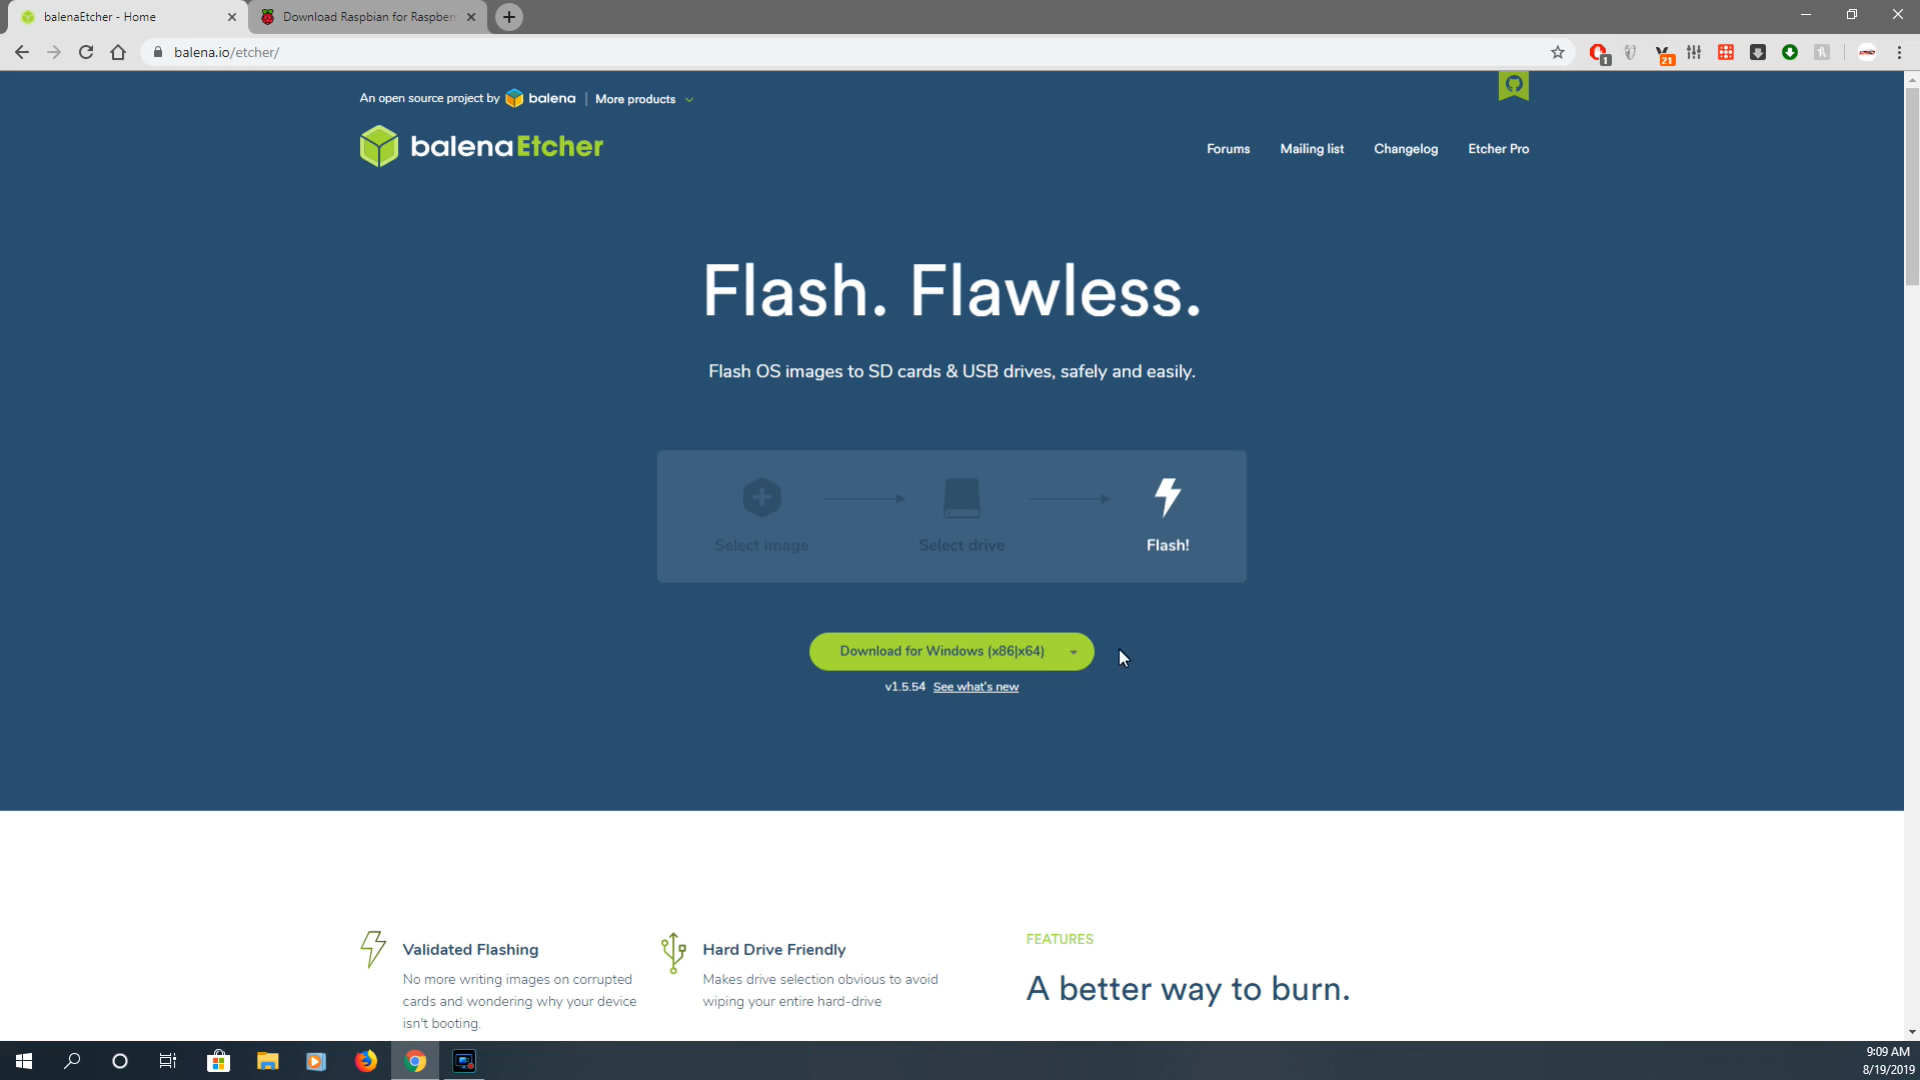 balenaEtcher - Home
Download Raspbian for Raspber
balena.io/etcher/
1
21
An open source project by balena | More products
balenaEtcher
Forums
Mailing list
Changelog
Etcher Pro
Flash. Flawless.
Flash OS images to SD cards & USB drives, safely and easily.
Select image
Select drive
Flash!
Download for Windows (x86|x64)
v1.5.54 See what's new
Validated Flashing
No more writing images on corrupted
cards and wondering why your device
isn't booting.
Hard Drive Friendly
Makes drive selection obvious to avoid
wiping your entire hard-drive
FEATURES
A better way to burn.
9:09 AM
8/19/2019